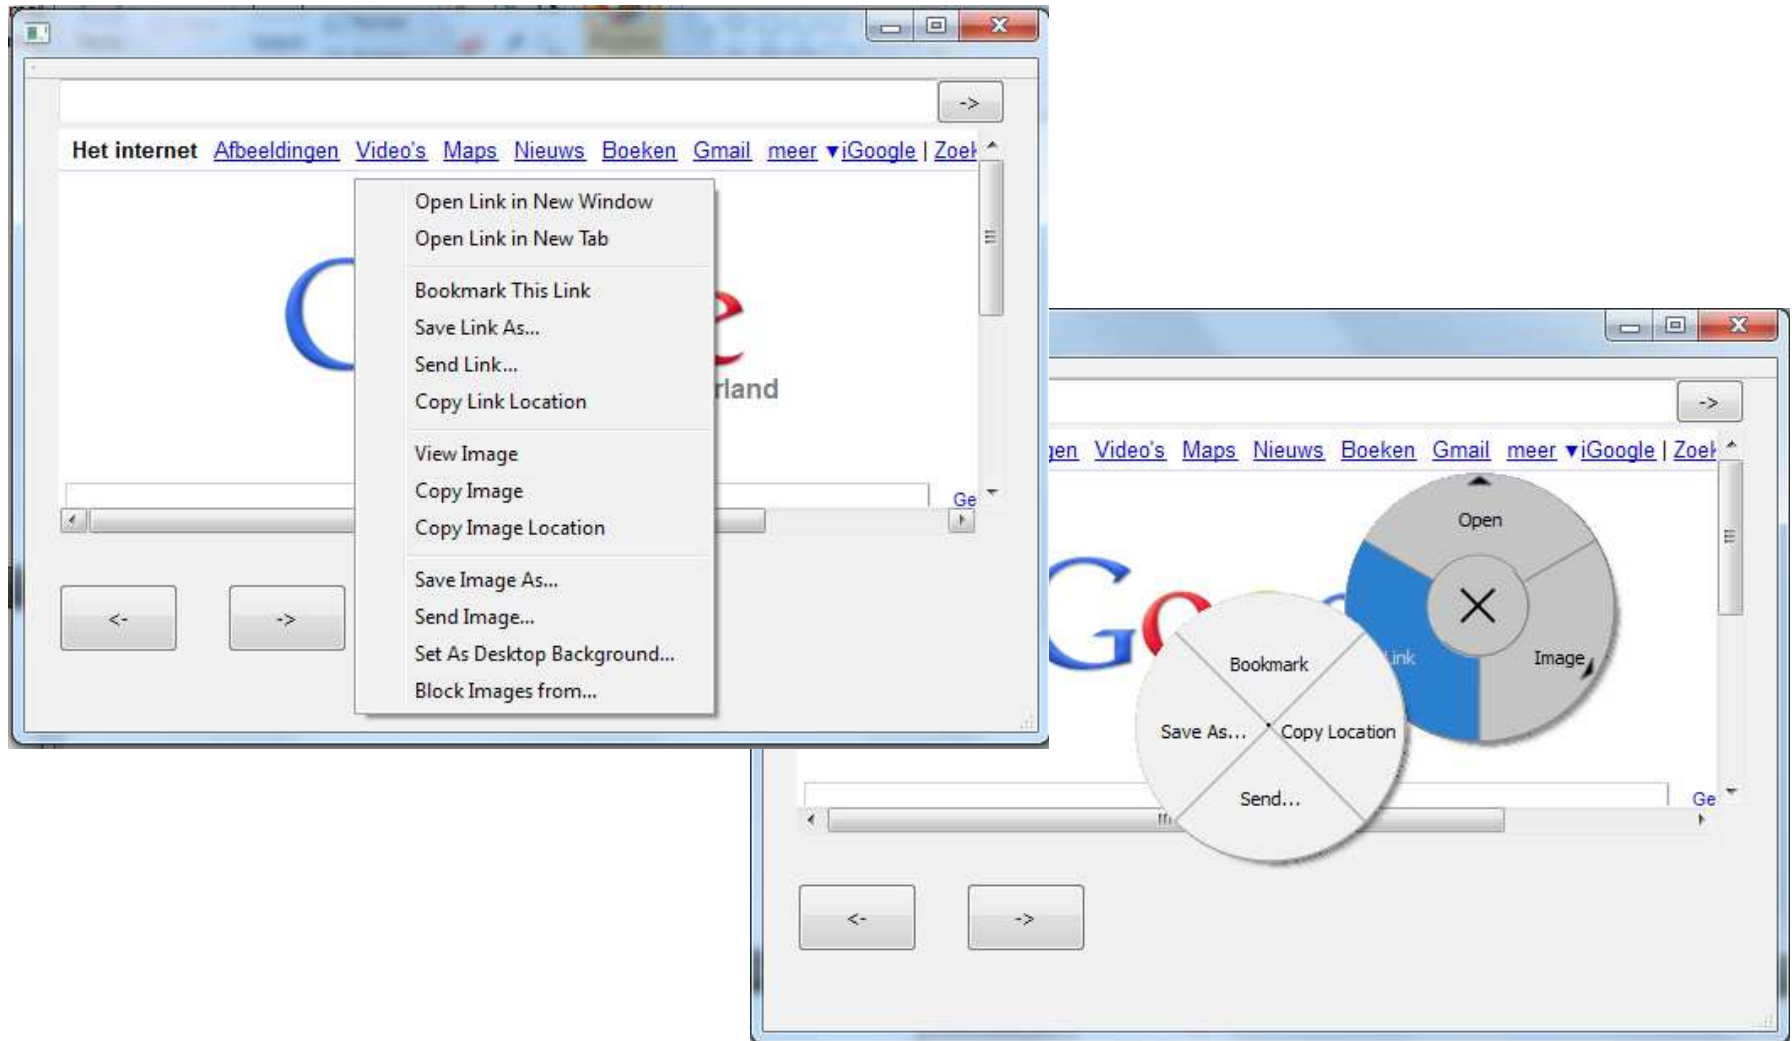 ->
Het internet Afbeeldingen Video's Maps Nieuws Boeken Gmail meer ▼iGoogle | Zoek
Open Link in New Window
Open Link in New Tab
Bookmark This Link
Save Link As...
Send Link...
Copy Link Location
View Image
Copy Image
Copy Image Location
Save Image As...
Send Image...
Set As Desktop Background...
Block Images from...
e
rland
Ge
<- ->
->
gen Video's Maps Nieuws Boeken Gmail meer ▼iGoogle | Zoek
Open
Image
Link
Go
Bookmark
Save As... Copy Location
Send...
Ge
<- ->